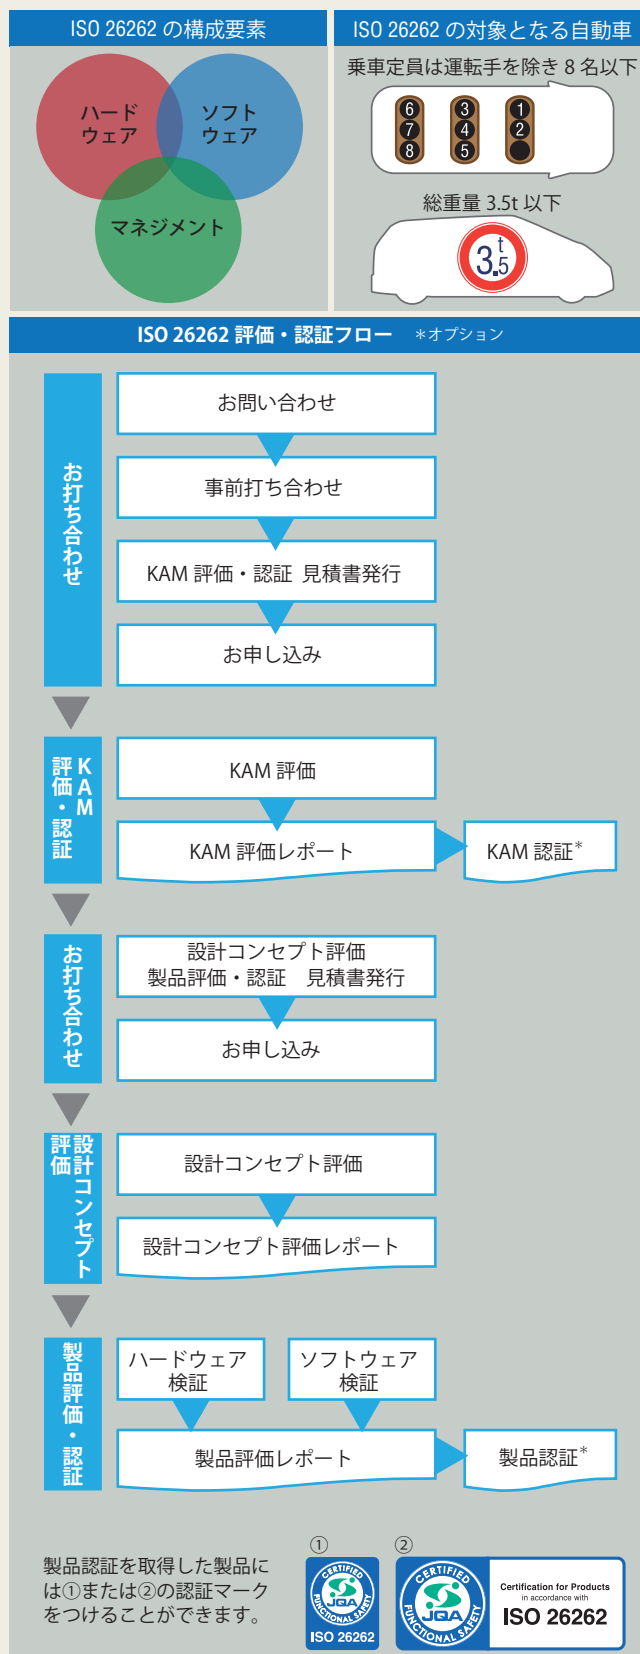 ISO 26262 の構成要素
ハード
ウェア
ソフト
ウェア
マネジメント
ISO 26262 の対象となる自動車
乗車定員は運転手を除き 8 名以下
6 3 1
7 4 2
8 5
総重量 3.5t 以下
t
3.5
ISO 26262 評価・認証フロー ＊オプション
お打ち合わせ
お問い合わせ
事前打ち合わせ
KAM 評価・認証 見積書発行
お申し込み
KAM
評価・認証
KAM 評価
KAM 評価レポート
KAM 認証＊
お打ち合わせ
設計コンセプト評価
製品評価・認証　見積書発行
お申し込み
設計コンセプト
評価
設計コンセプト評価
設計コンセプト評価レポート
製品評価・認証
ハードウェア
検証
ソフトウェア
検証
製品評価レポート
製品認証＊
製品認証を取得した製品に
は①または②の認証マーク
をつけることができます。
①
CERTIFIED
JQA
FUNCTIONAL SAFETY
ISO 26262
②
CERTIFIED
JQA
FUNCTIONAL SAFETY
Certification for Products
in accordance with
ISO 26262